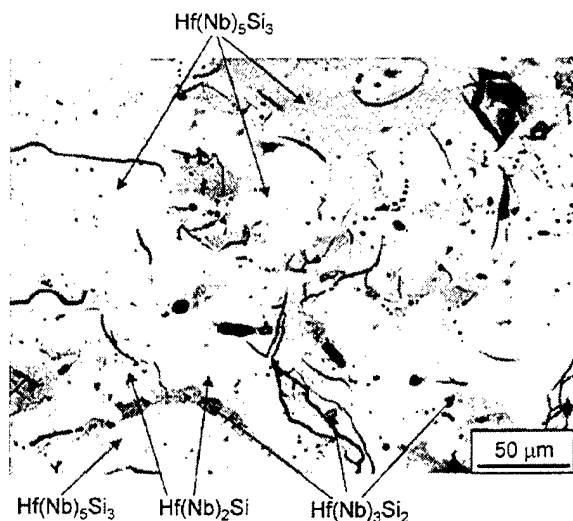 Hf(Nb)₅Si₃
50 μm
Hf(Nb)₅Si₃ Hf(Nb)₂Si Hf(Nb)₃Si₂